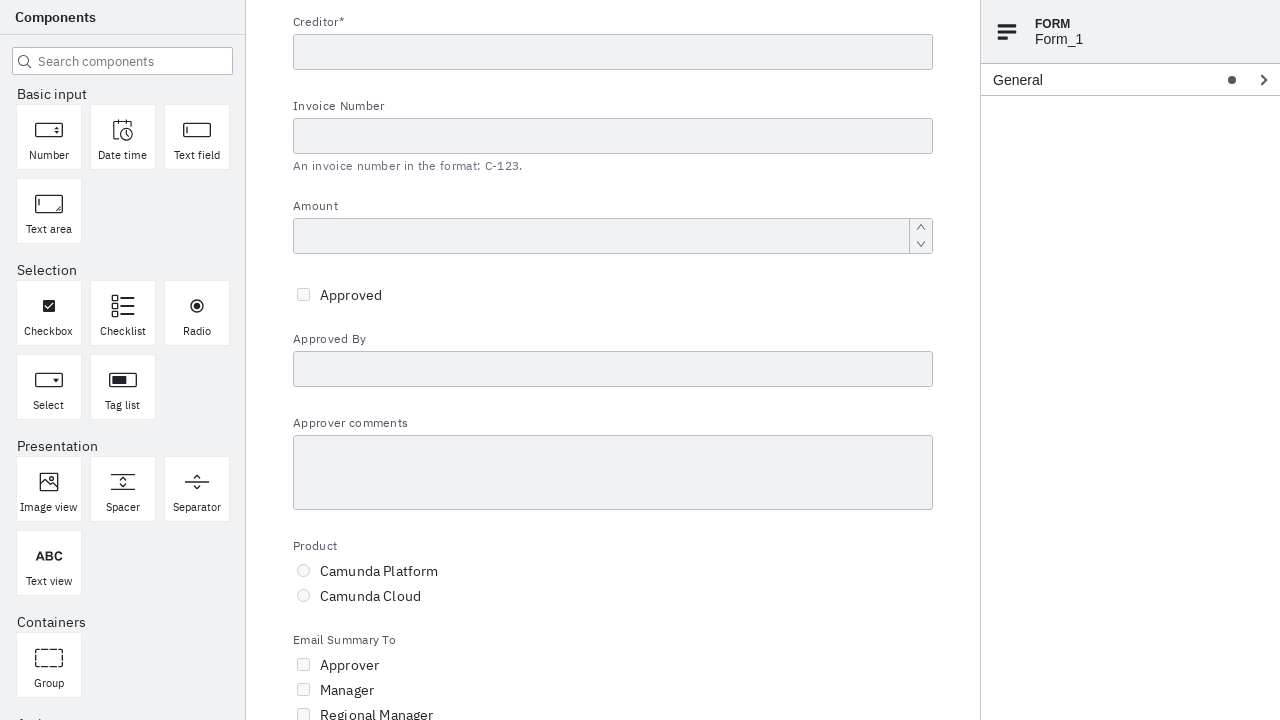 Components
Search components
Basic input
Number
Date time
Text field
Text area
Selection
Checkbox
Checklist
Radio
Select
Tag list
Presentation
Image view
Spacer
Separator
ABC
Text view
Containers
Group
Creditor*
Invoice Number
An invoice number in the format: C-123.
Amount
Approved
Approved By
Approver comments
Product
Camunda Platform
Camunda Cloud
Email Summary To
Approver
Manager
Regional Manager
FORM
Form_1
General